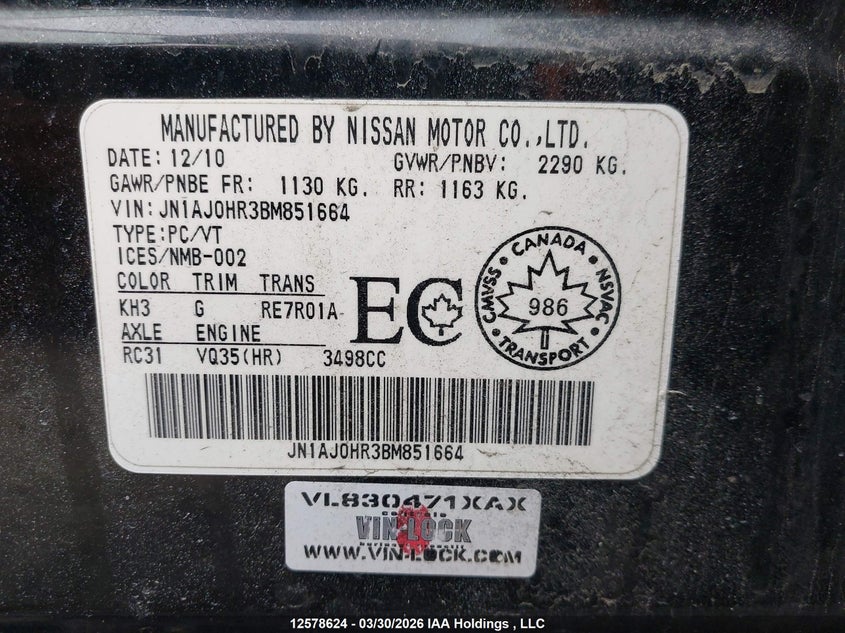 MANUFACTURED BY NISSAN MOTOR CO.,LTD.
DATE: 12/10 GVWR/PNBV: 2290 KG.
GAWR/PNBE FR: 1130 KG. RR: 1163 KG.
VIN: JN1AJ0HR3BM851664
TYPE:PC/VT
ICES/NMB-002
COLOR TRIM TRANS
KH3 G RE7R01A
AXLE ENGINE
RC31 VQ35(HR) 3498CC
EC
CANADA
CMVSS NSVAC
986
TRANSPORT
JN1AJ0HR3BM851664
VL830471XAX
VIN LOCK
WWW.VIN-LOCK.COM
12578624 - 03/30/2026 IAA Holdings , LLC